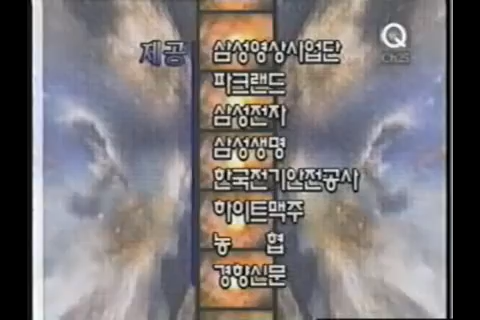 제공
삼성영상사업단
파크랜드
삼성전자
삼성생명
한국전기안전공사
하이트맥주
농 협
경향신문
Q
Ch25